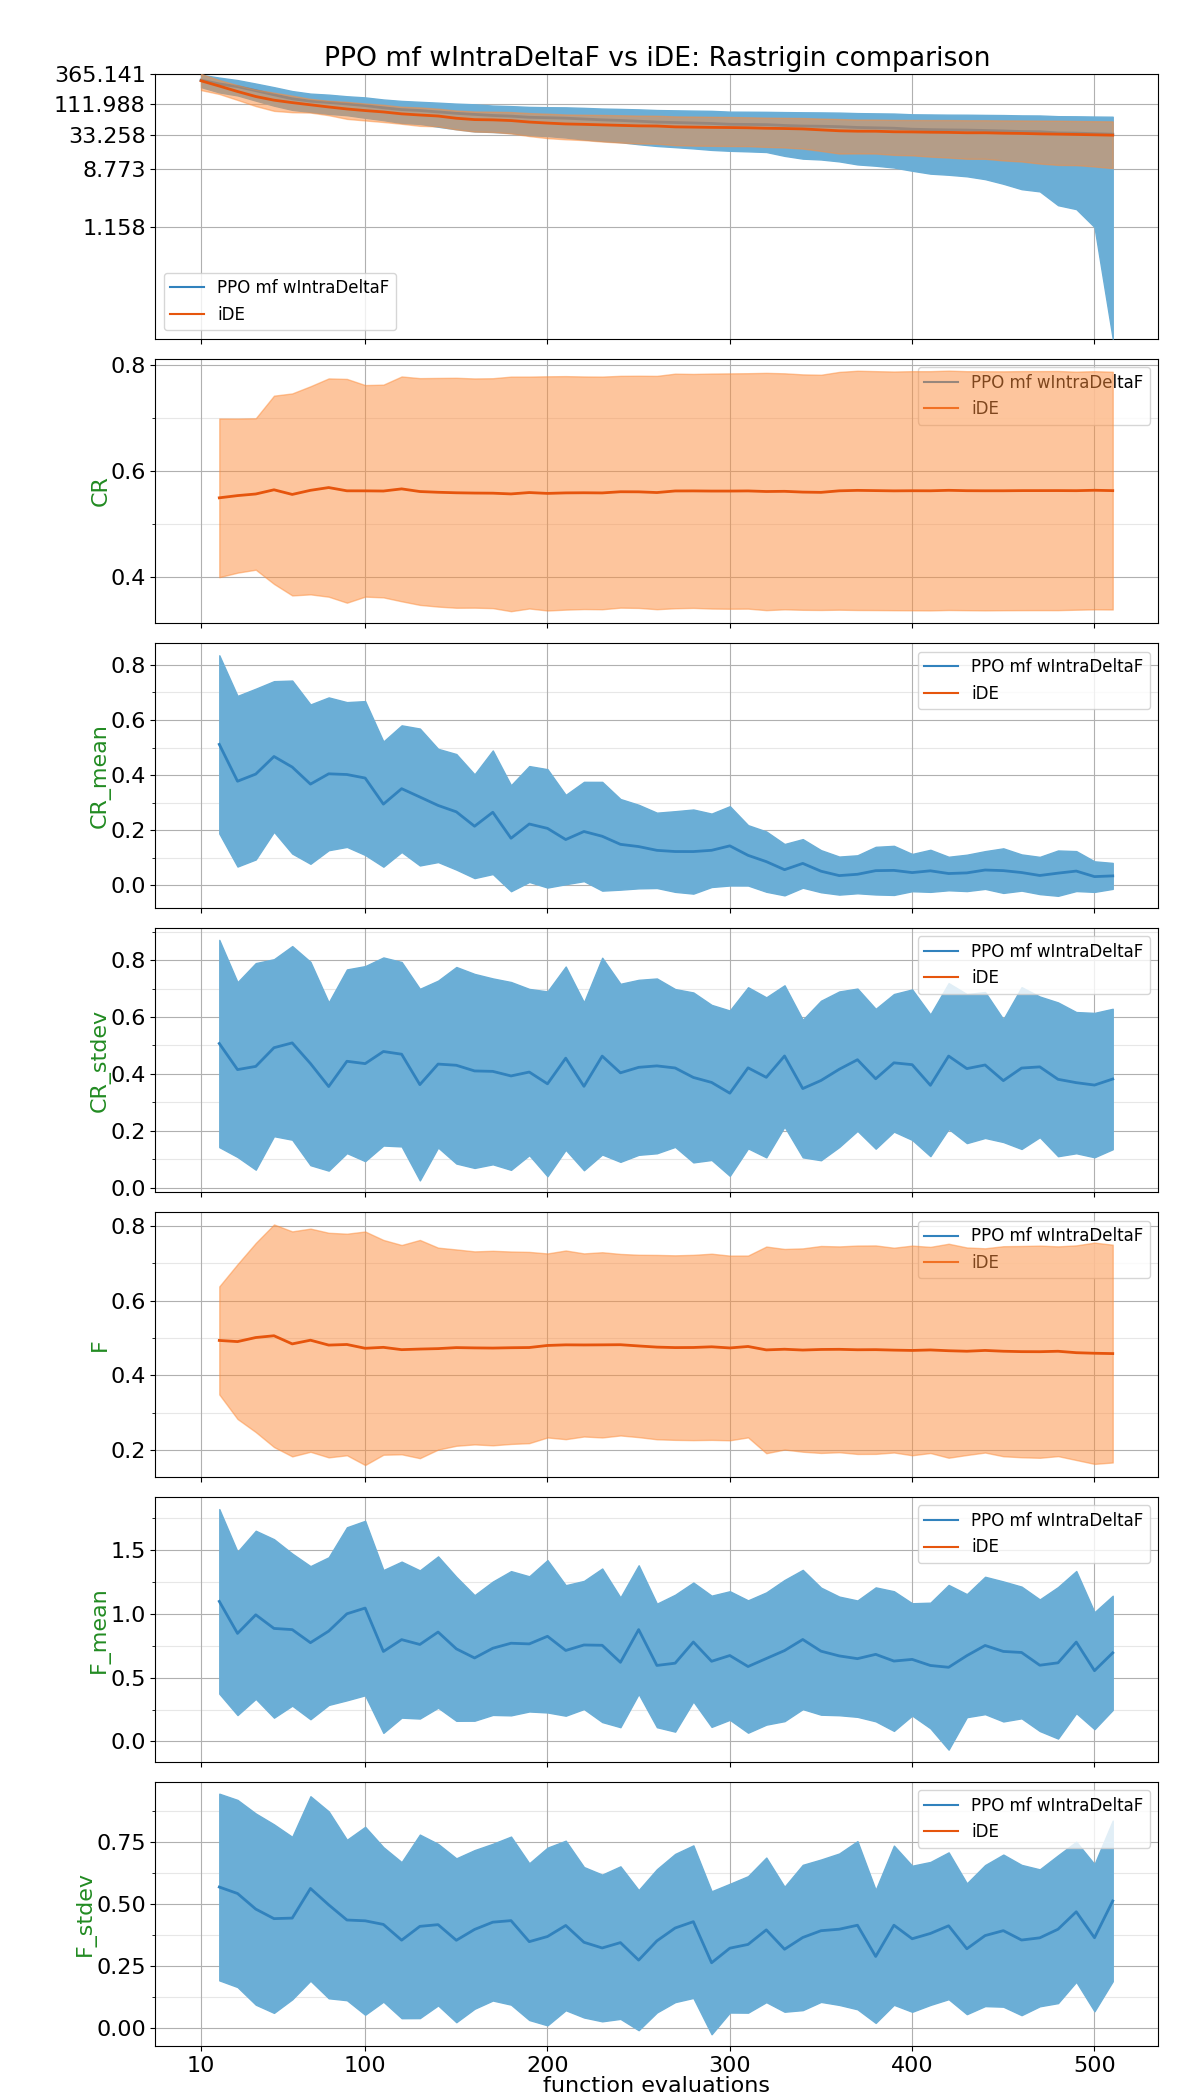 PPO mf wIntraDeltaF vs iDE: Rastrigin comparison
365.141
111.988
33.258
8.773
1.158
PPO mf wIntraDeltaF
iDE
0.8
0.6
0.4
CR
PPO mf wIntraDeltaF
iDE
0.8
0.6
0.4
0.2
0.0
CR_mean
PPO mf wIntraDeltaF
iDE
0.8
0.6
0.4
0.2
0.0
CR_stdev
PPO mf wIntraDeltaF
iDE
0.8
0.6
0.4
0.2
F
PPO mf wIntraDeltaF
iDE
1.5
1.0
0.5
0.0
F_mean
PPO mf wIntraDeltaF
iDE
0.75
0.50
0.25
0.00
F_stdev
PPO mf wIntraDeltaF
iDE
10 100 200 300 400 500
function evaluations